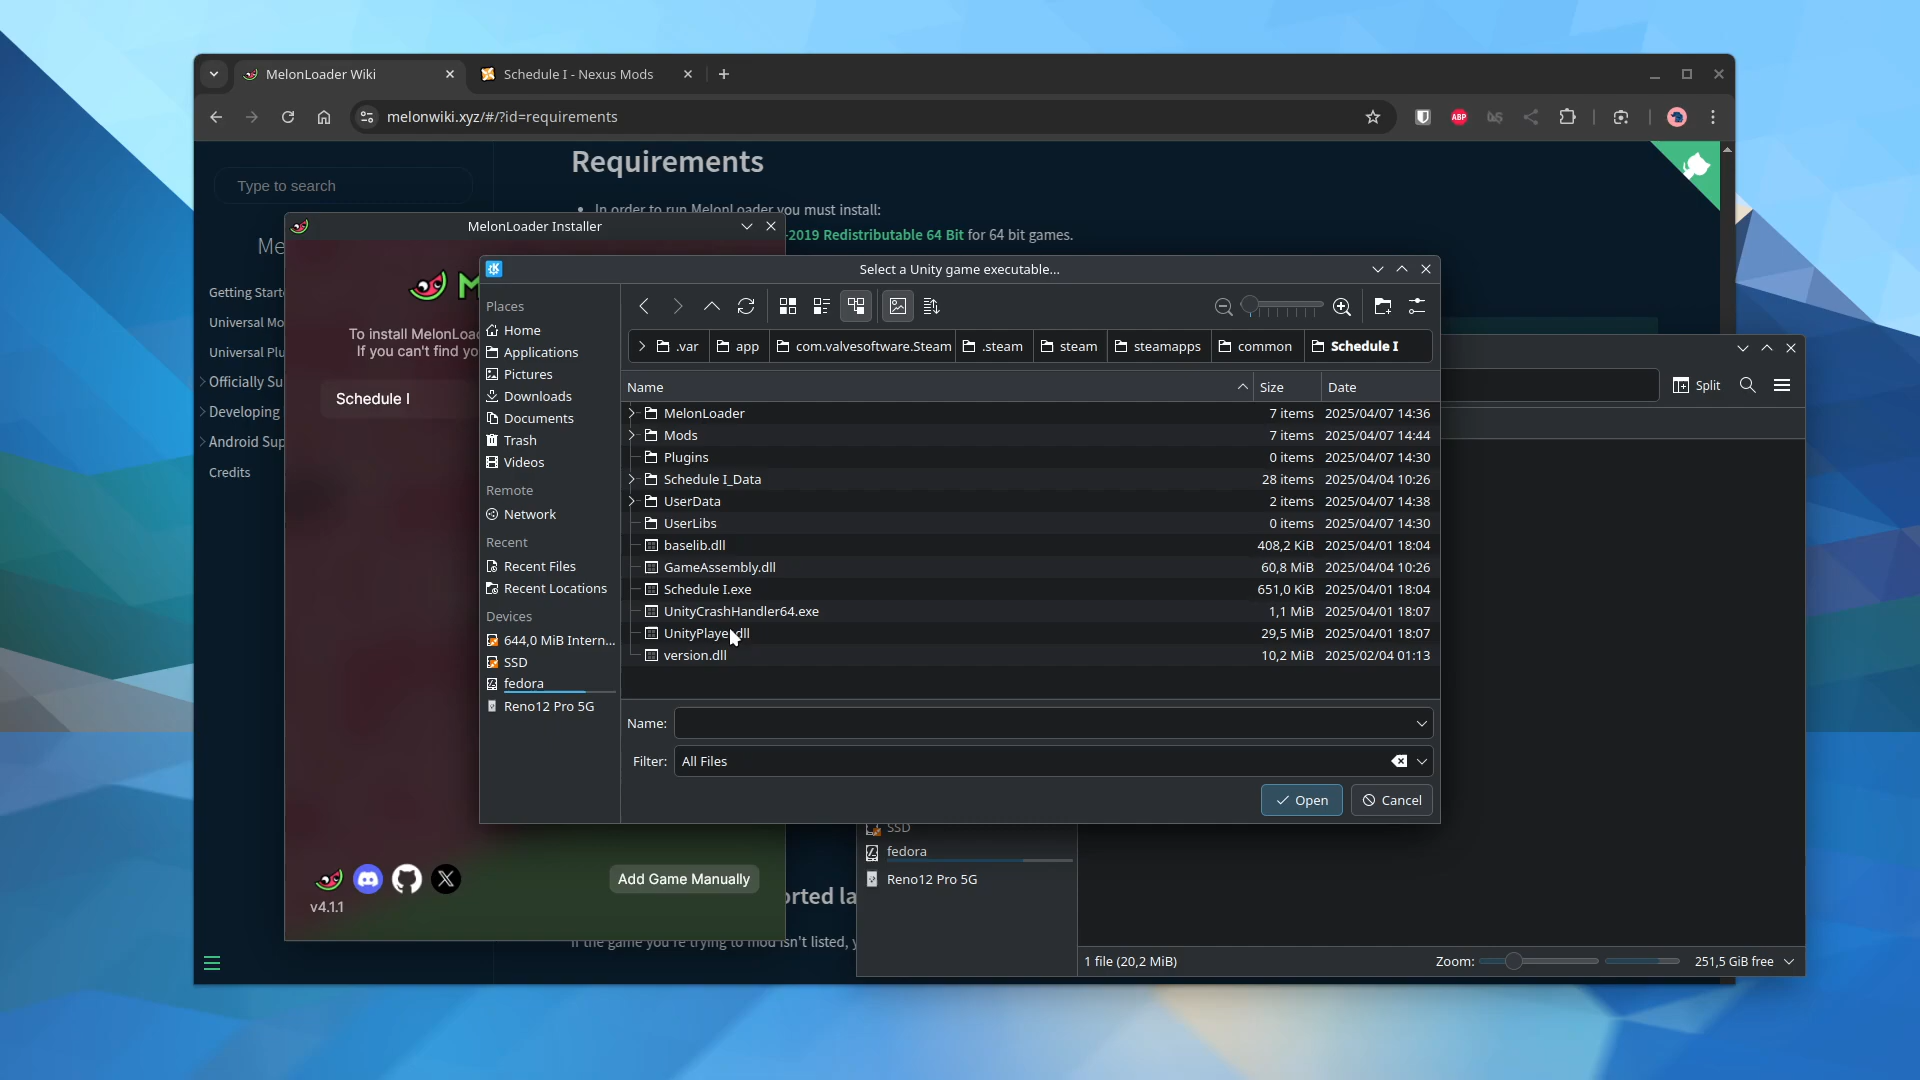 MelonLoader Wiki
Schedule I - Nexus Mods
melonwiki.xyz/#/?id=requirements
ABP
Type to search
Requirements
In order to run MelonLoader you must install:
-2019 Redistributable 64 Bit for 64 bit games.
Me
Getting Start
Universal Mo
Universal Plu
Officially Su
Developing
Android Sup
Credits
MelonLoader Installer
M
To install MelonLoad
If you can't find yo
Schedule I
Add Game Manually
v4.1.1
orted la
If the game you're trying to mod isn't listed, y
Select a Unity game executable...
Places
Home
Applications
Pictures
Downloads
Documents
Trash
Videos
Remote
Network
Recent
Recent Files
Recent Locations
Devices
644,0 MiB Intern...
SSD
fedora
Reno12 Pro 5G
.var
app
com.valvesoftware.Steam
.steam
steam
steamapps
common
Schedule I
Name Size Date
MelonLoader 7 items 2025/04/07 14:36
Mods 7 items 2025/04/07 14:44
Plugins 0 items 2025/04/07 14:30
Schedule I_Data 28 items 2025/04/04 10:26
UserData 2 items 2025/04/07 14:38
UserLibs 0 items 2025/04/07 14:30
baselib.dll 408,2 KiB 2025/04/01 18:04
GameAssembly.dll 60,8 MiB 2025/04/04 10:26
Schedule I.exe 651,0 KiB 2025/04/01 18:04
UnityCrashHandler64.exe 1,1 MiB 2025/04/01 18:07
UnityPlayer.dll 29,5 MiB 2025/04/01 18:07
version.dll 10,2 MiB 2025/02/04 01:13
Name:
Filter: All Files
Open
Cancel
Split
SSD
fedora
Reno12 Pro 5G
1 file (20,2 MiB)
Zoom:
251,5 GiB free